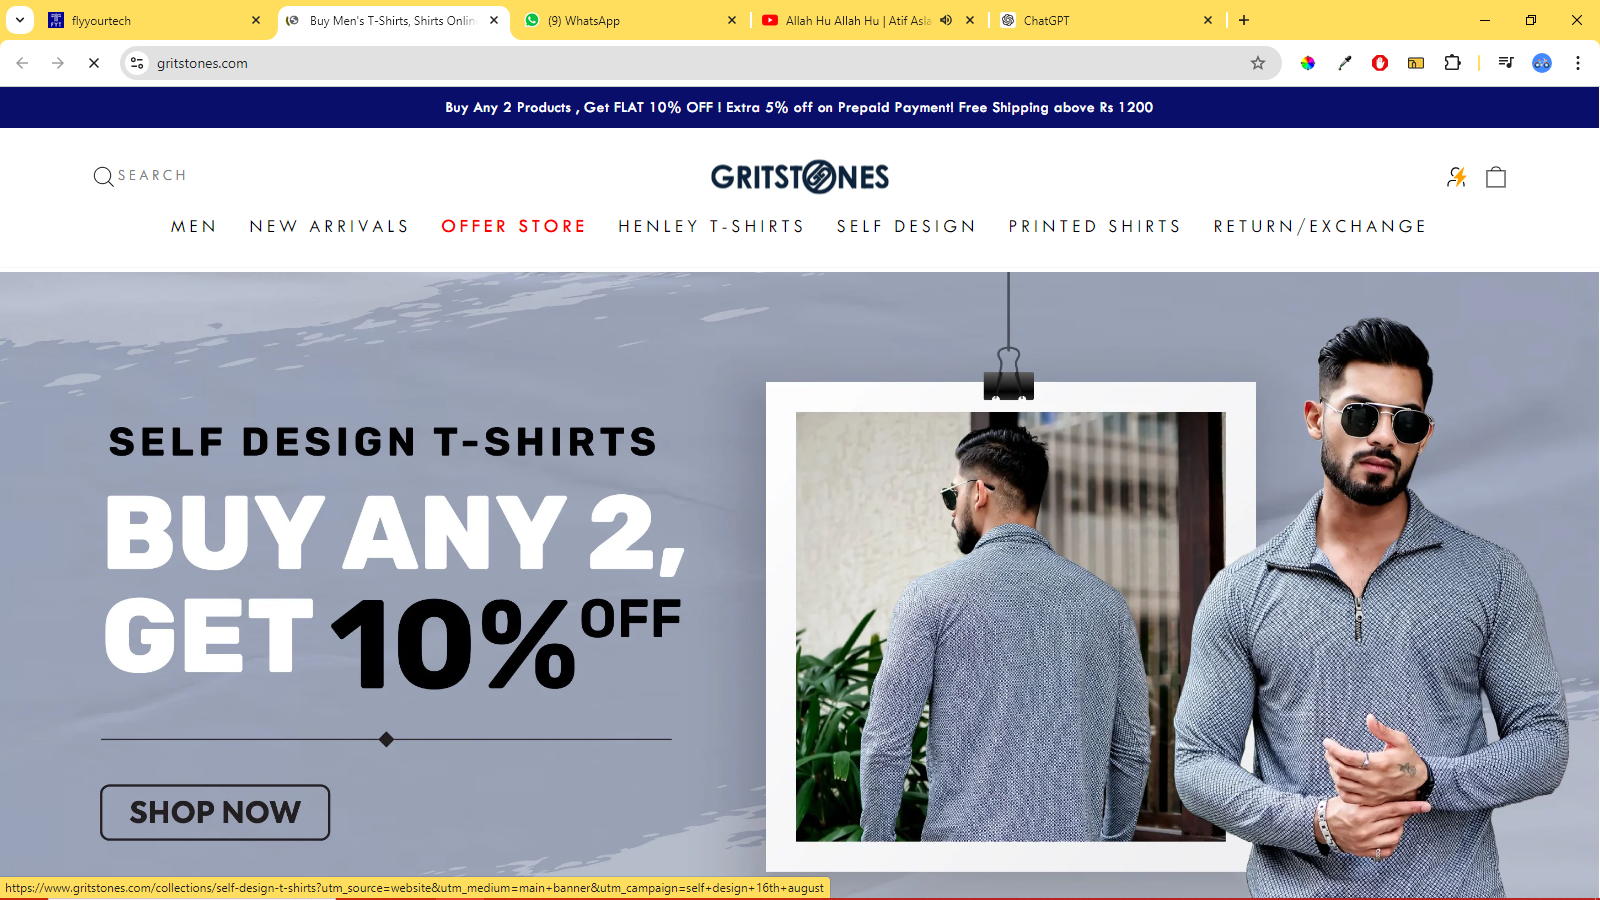 flyyourtech
Buy Men's T-Shirts, Shirts Onlin
(9) WhatsApp
Allah Hu Allah Hu | Atif Asla
ChatGPT
gritstones.com
Buy Any 2 Products , Get FLAT 10% OFF ! Extra 5% off on Prepaid Payment! Free Shipping above Rs 1200
SEARCH
GRITSTONES
MEN NEW ARRIVALS OFFER STORE HENLEY T-SHIRTS SELF DESIGN PRINTED SHIRTS RETURN/EXCHANGE
SELF DESIGN T-SHIRTS
BUY ANY 2,
GET 10% OFF
SHOP NOW
https://www.gritstones.com/collections/self-design-t-shirts?utm_source=website&utm_medium=main+banner&utm_campaign=self+design+16th+august